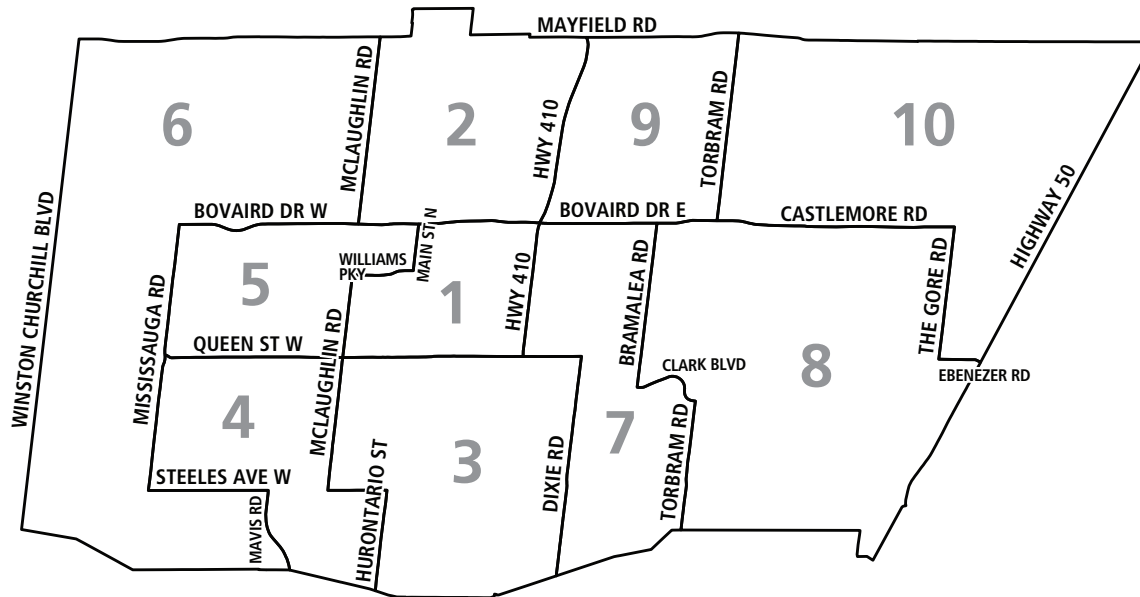 MAYFIELD RD
MCLAUGHLIN RD
HWY 410
TORBRAM RD
6
2
9
10
WINSTON CHURCHILL BLVD
HIGHWAY 50
BOVAIRD DR W
BOVAIRD DR E
CASTLEMORE RD
MAIN ST N
WILLIAMS
PKY
MISSISSAUGA RD
5
1
HWY 410
BRAMALEA RD
THE GORE RD
MCLAUGHLIN RD
QUEEN ST W
CLARK BLVD
8
EBENEZER RD
4
3
7
DIXIE RD
TORBRAM RD
HURONTARIO ST
STEELES AVE W
MAVIS RD